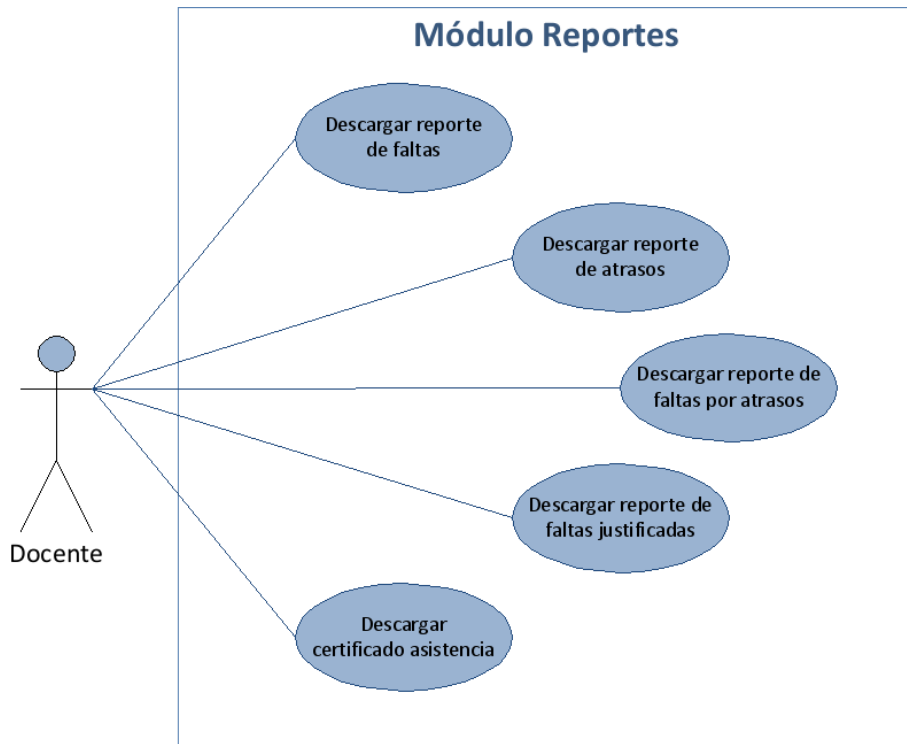 Módulo Reportes
Descargar reporte
de faltas
Descargar reporte
de atrasos
Descargar reporte de
faltas por atrasos
Descargar reporte de
faltas justificadas
Docente
Descargar
certificado asistencia